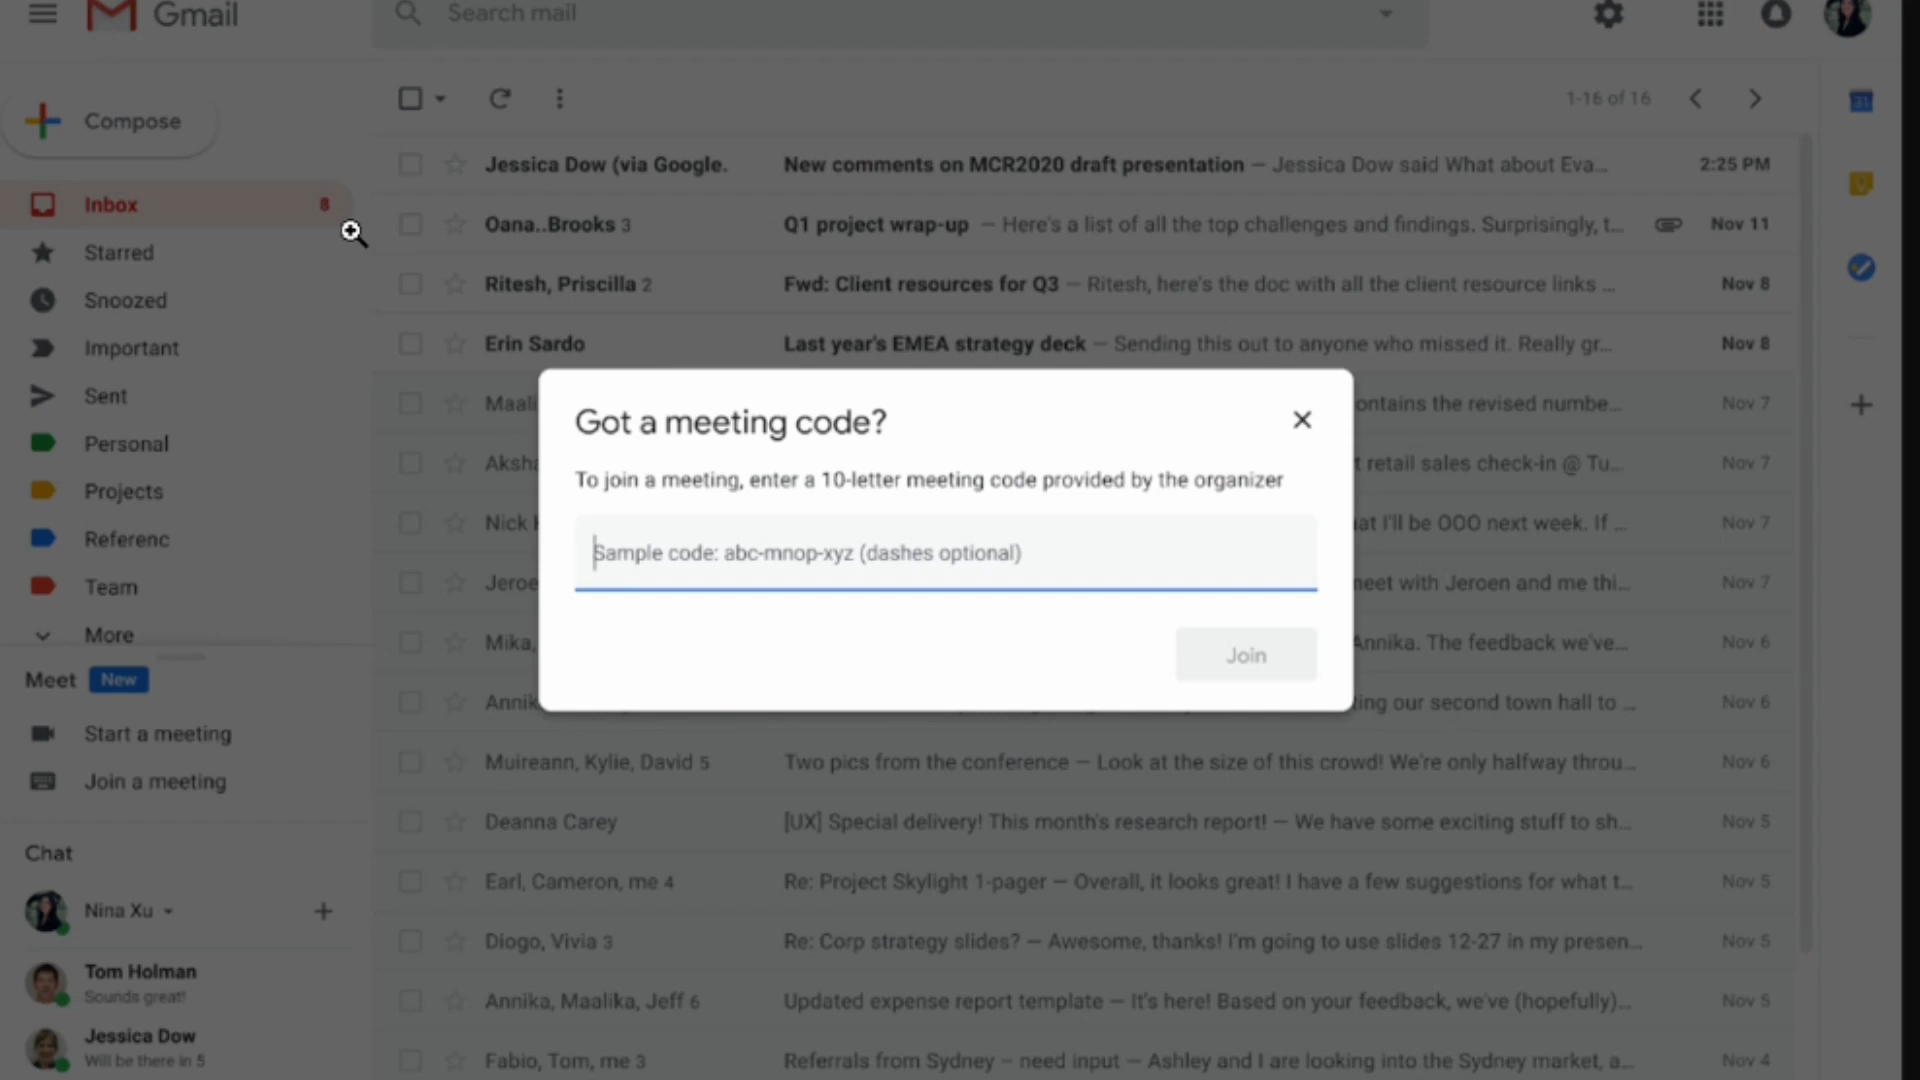 Gmail
Search mail
Compose
1-16 of 16
Inbox 8
Starred
Snoozed
Important
Sent
Personal
Projects
Referenc
Team
More
Meet New
Start a meeting
Join a meeting
Chat
Nina Xu
Tom Holman
Sounds great!
Jessica Dow
Will be there in 5
Jessica Dow (via Google. New comments on MCR2020 draft presentation – Jessica Dow said What about Eva... 2:25 PM
Oana..Brooks 3 Q1 project wrap-up – Here's a list of all the top challenges and findings. Surprisingly, t... Nov 11
Ritesh, Priscilla 2 Fwd: Client resources for Q3 – Ritesh, here's the doc with all the client resource links ... Nov 8
Erin Sardo Last year's EMEA strategy deck – Sending this out to anyone who missed it. Really gr... Nov 8
Maali ontains the revised numbe... Nov 7
Aksha t retail sales check-in @ Tu... Nov 7
Nick at I'll be OOO next week. If ... Nov 7
Jeroe neet with Jeroen and me thi... Nov 7
Mika, Annika. The feedback we've... Nov 6
Annik ing our second town hall to ... Nov 6
Muireann, Kylie, David 5 Two pics from the conference – Look at the size of this crowd! We're only halfway throu... Nov 6
Deanna Carey [UX] Special delivery! This month's research report! – We have some exciting stuff to sh... Nov 5
Earl, Cameron, me 4 Re: Project Skylight 1-pager – Overall, it looks great! I have a few suggestions for what t... Nov 5
Diogo, Vivia 3 Re: Corp strategy slides? – Awesome, thanks! I'm going to use slides 12-27 in my presen... Nov 5
Annika, Maalika, Jeff 6 Updated expense report template – It's here! Based on your feedback, we've (hopefully)... Nov 5
Fabio, Tom, me 3 Referrals from Sydney – need input – Ashley and I are looking into the Sydney market, a... Nov 4
Got a meeting code?
To join a meeting, enter a 10-letter meeting code provided by the organizer
Sample code: abc-mnop-xyz (dashes optional)
Join
31